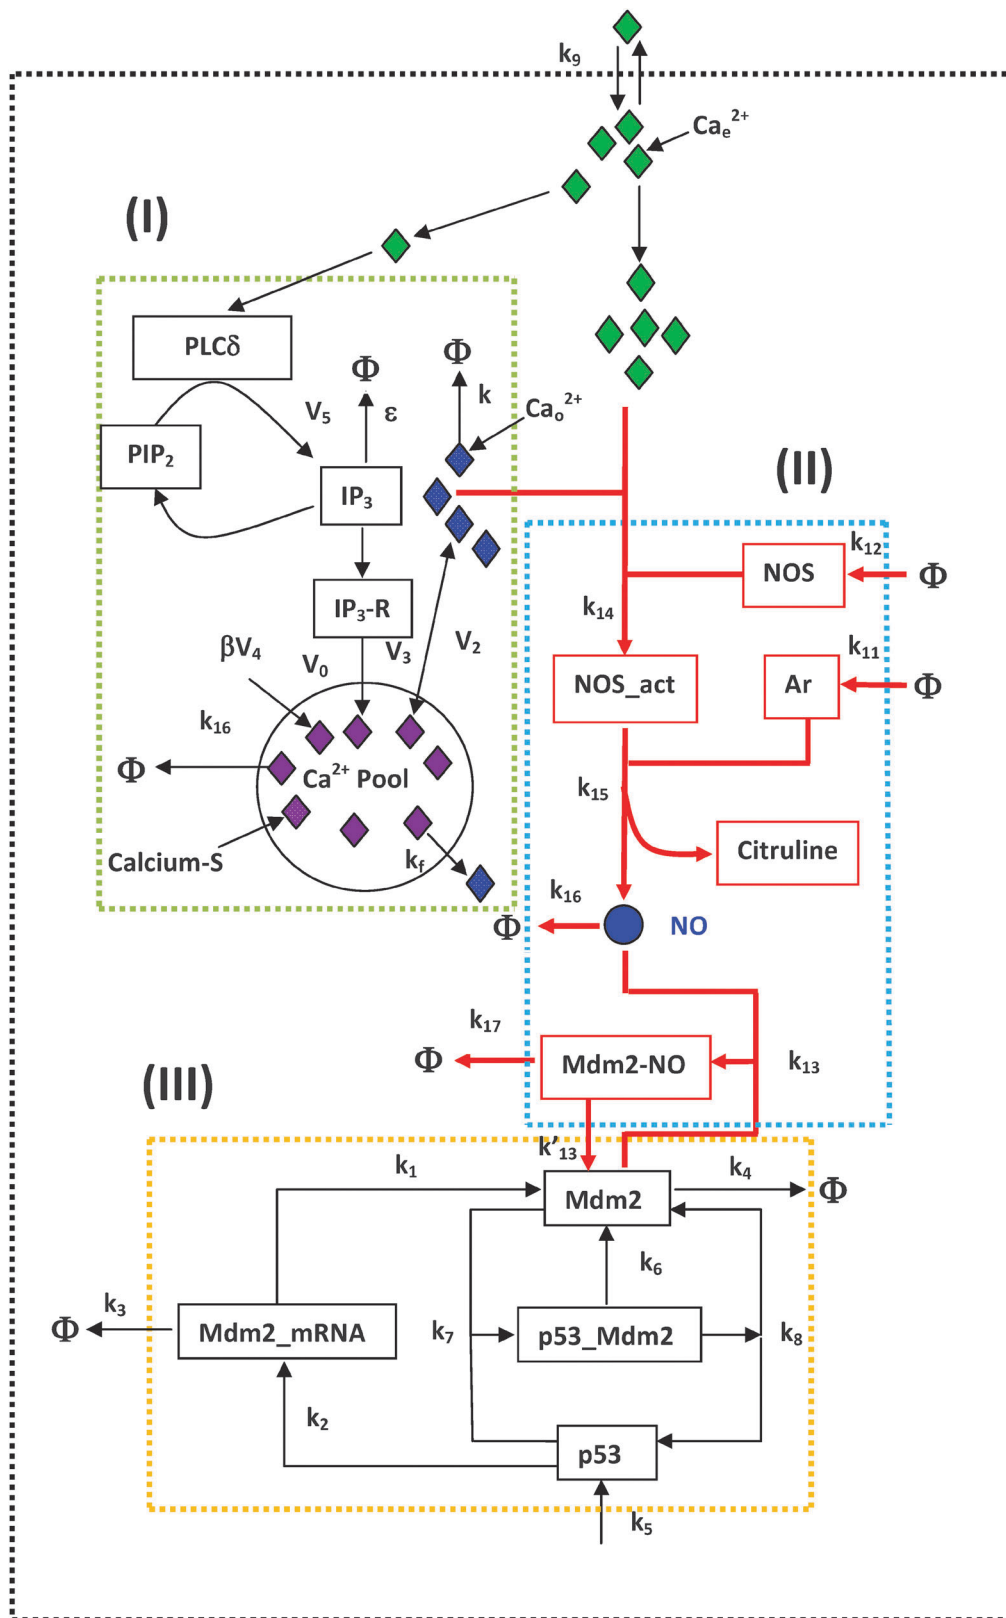 k9
Cae2+
(I)
PLCδ
Φ
Φ
V5
ε
k
Cao2+
PIP2
IP3
(II)
k12
NOS
Φ
IP3-R
k14
βV4
V0
V3
V2
k11
NOS_act
Ar
Φ
k16
Φ
Ca2+ Pool
k15
Calcium-S
kf
Citruline
k16
Φ
NO
k17
Φ
Mdm2-NO
k13
(III)
k'13
k1
k4
Mdm2
Φ
k6
k3
Φ
Mdm2_mRNA
k7
p53_Mdm2
k8
k2
p53
k5